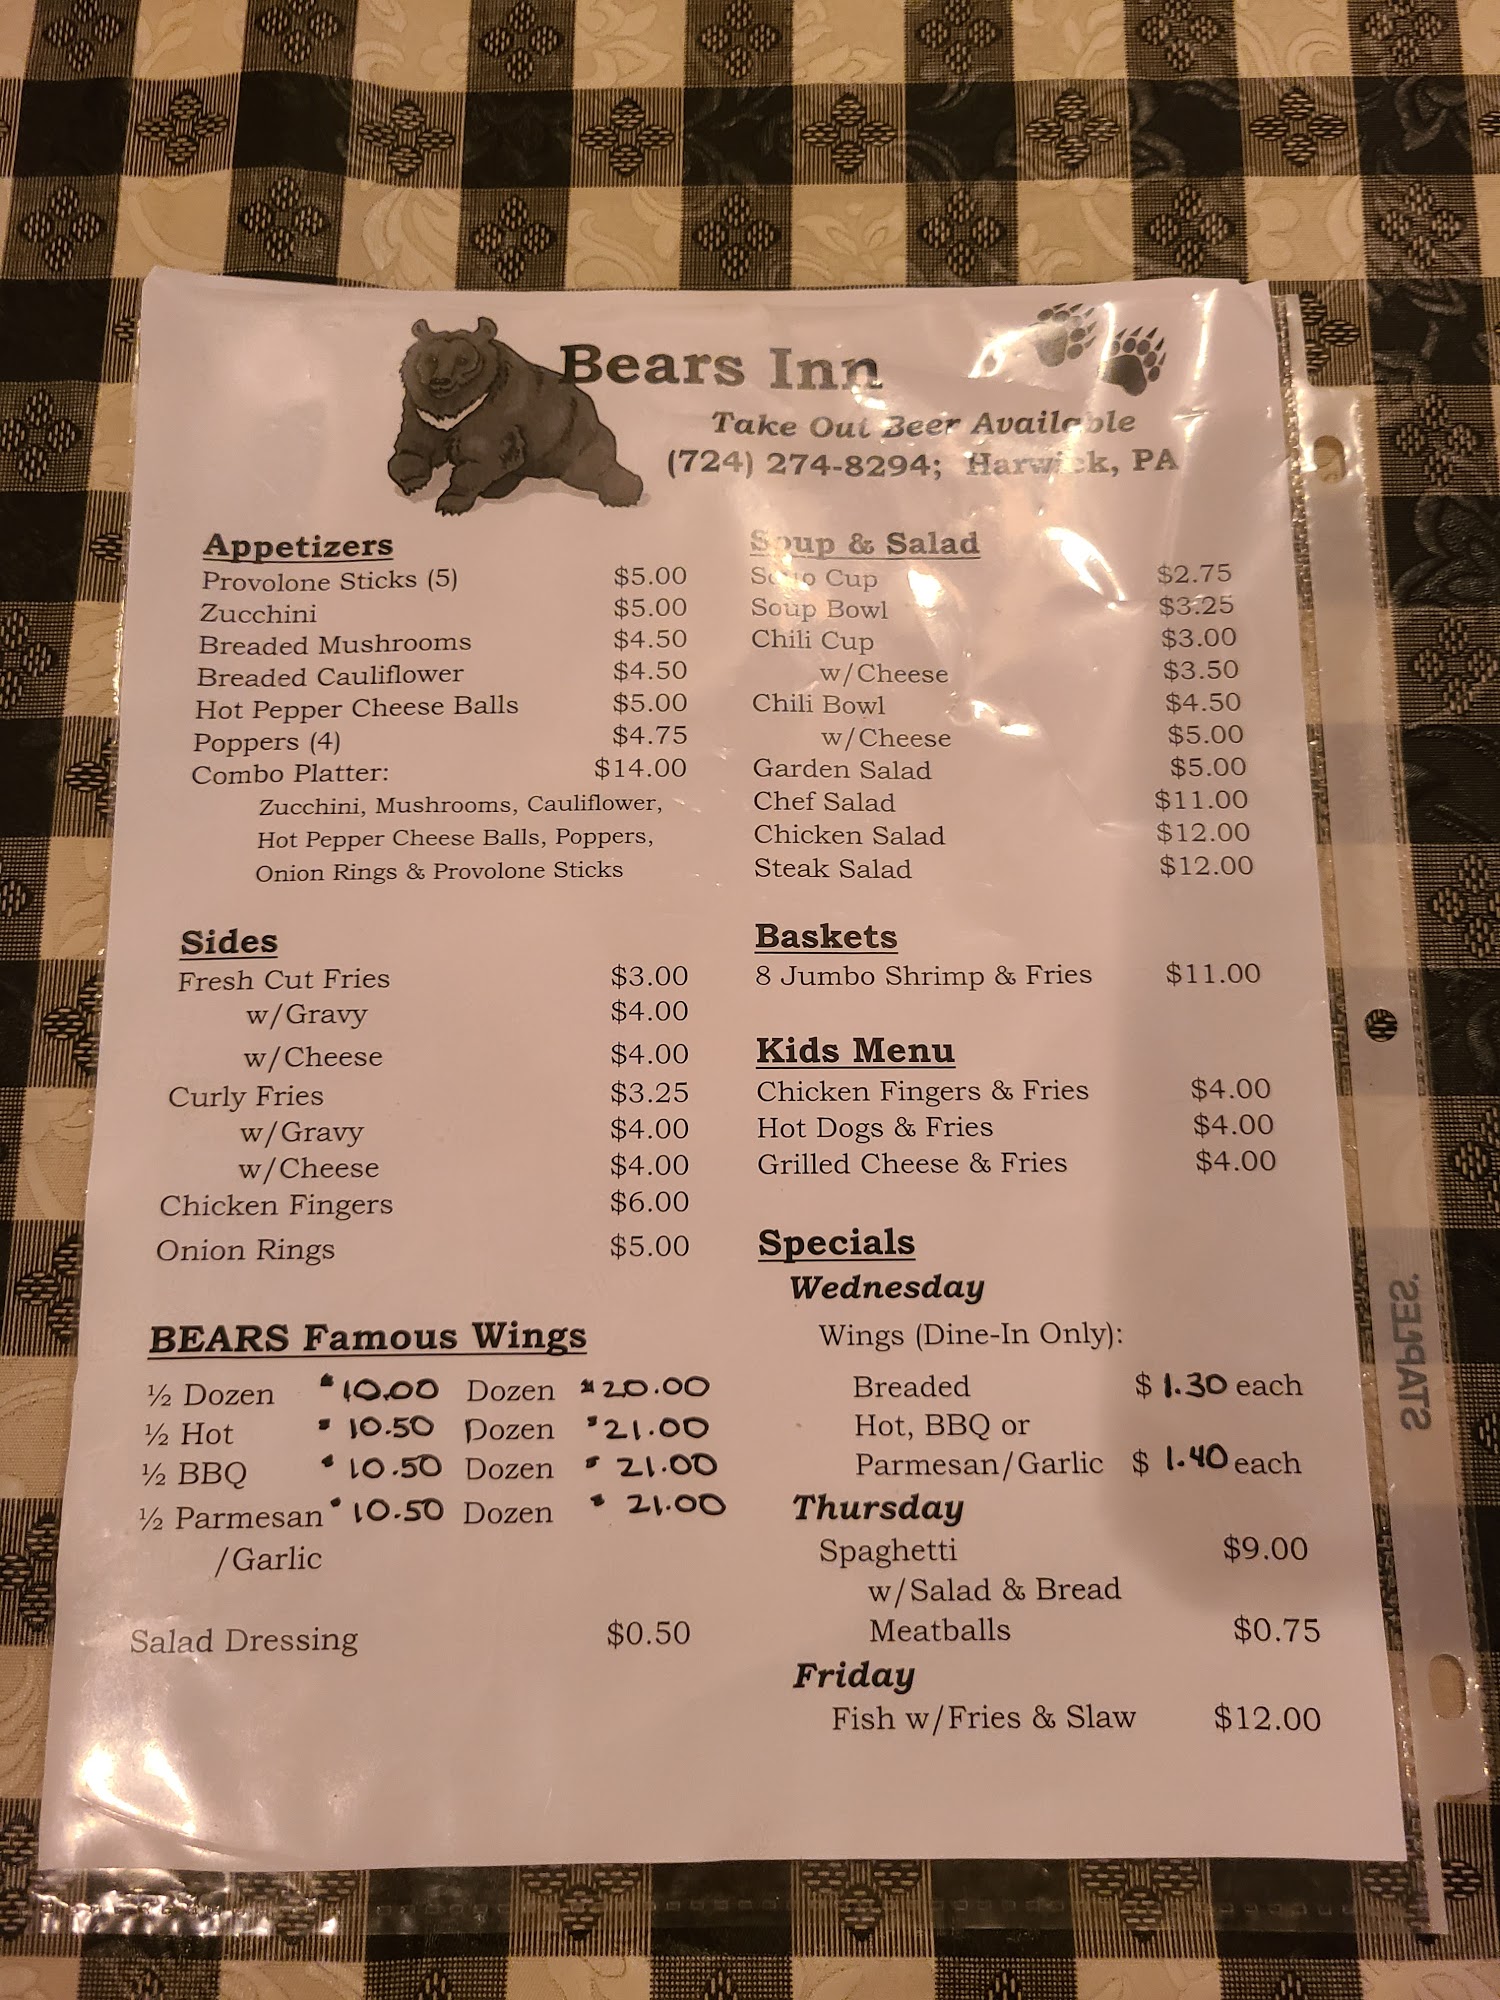 Bears Inn
Take Out Beer Available
(724) 274-8294; Harwick, PA
Appetizers
Provolone Sticks (5) $5.00
Zucchini $5.00
Breaded Mushrooms $4.50
Breaded Cauliflower $4.50
Hot Pepper Cheese Balls $5.00
Poppers (4) $4.75
Combo Platter: $14.00
Zucchini, Mushrooms, Cauliflower,
Hot Pepper Cheese Balls, Poppers,
Onion Rings & Provolone Sticks
Sides
Fresh Cut Fries $3.00
w/Gravy $4.00
w/Cheese $4.00
Curly Fries $3.25
w/Gravy $4.00
w/Cheese $4.00
Chicken Fingers $6.00
Onion Rings $5.00
BEARS Famous Wings
½ Dozen $10.00 Dozen $20.00
½ Hot $10.50 Dozen $21.00
½ BBQ $10.50 Dozen $21.00
½ Parmesan $10.50 Dozen $21.00
/Garlic
Salad Dressing $0.50
Soup & Salad
Soup Cup $2.75
Soup Bowl $3.25
Chili Cup $3.00
w/Cheese $3.50
Chili Bowl $4.50
w/Cheese $5.00
Garden Salad $5.00
Chef Salad $11.00
Chicken Salad $12.00
Steak Salad $12.00
Baskets
8 Jumbo Shrimp & Fries $11.00
Kids Menu
Chicken Fingers & Fries $4.00
Hot Dogs & Fries $4.00
Grilled Cheese & Fries $4.00
Specials
Wednesday
Wings (Dine-In Only):
Breaded $1.30 each
Hot, BBQ or
Parmesan/Garlic $1.40 each
Thursday
Spaghetti $9.00
w/Salad & Bread
Meatballs $0.75
Friday
Fish w/Fries & Slaw $12.00
STAPLES